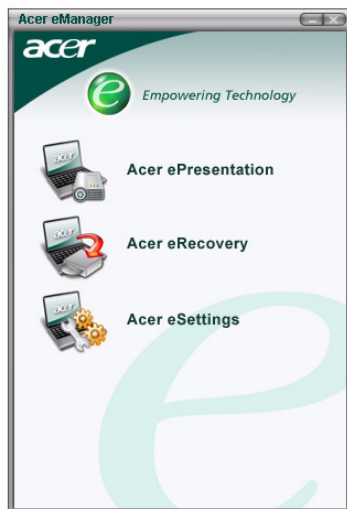 Acer eManager
acer
e Empowering Technology
Acer ePresentation
Acer eRecovery
Acer eSettings
e